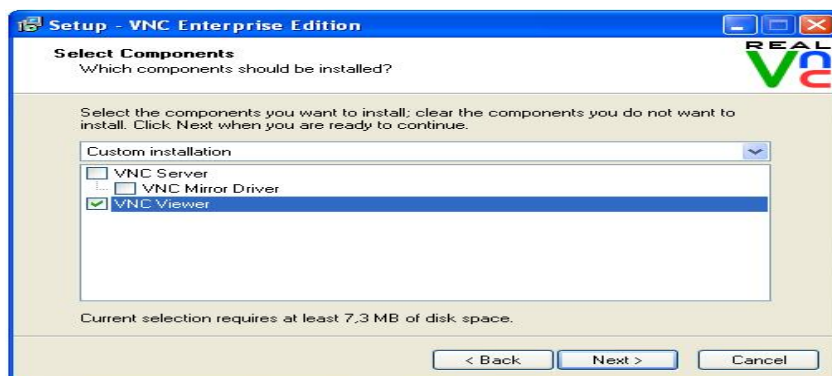 Setup - VNC Enterprise Edition
Select Components
Which components should be installed?
REAL
VNC
Select the components you want to install; clear the components you do not want to
install. Click Next when you are ready to continue.
Custom installation
VNC Server
VNC Mirror Driver
VNC Viewer
Current selection requires at least 7,3 MB of disk space.
< Back
Next >
Cancel